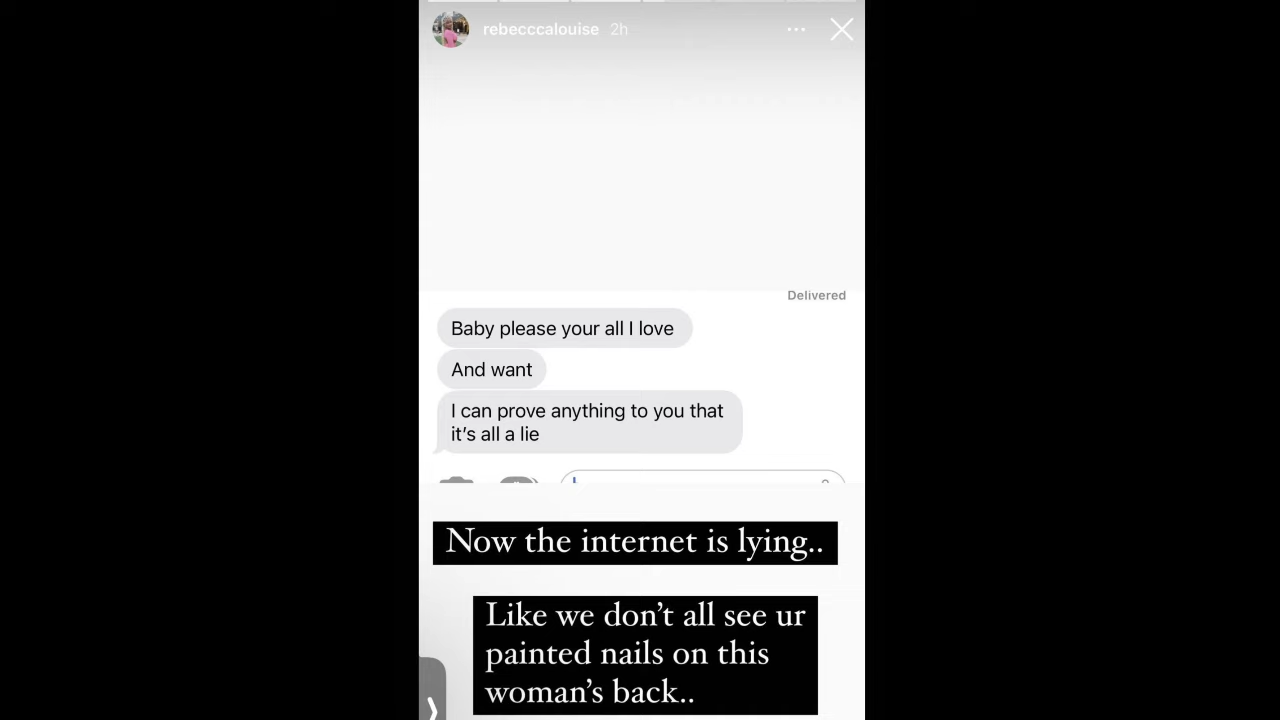 rebecccalouise 2h
Delivered
Baby please your all I love
And want
I can prove anything to you that
it's all a lie
Now the internet is lying..
Like we don't all see ur
painted nails on this
woman's back..